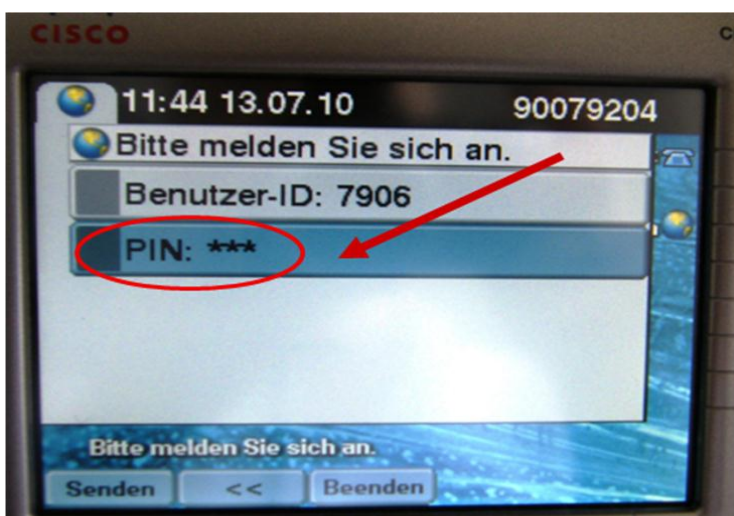 CISCO
11:44 13.07.10 90079204
Bitte melden Sie sich an.
Benutzer-ID: 7906
PIN: ***
Bitte melden Sie sich an.
Senden << Beenden